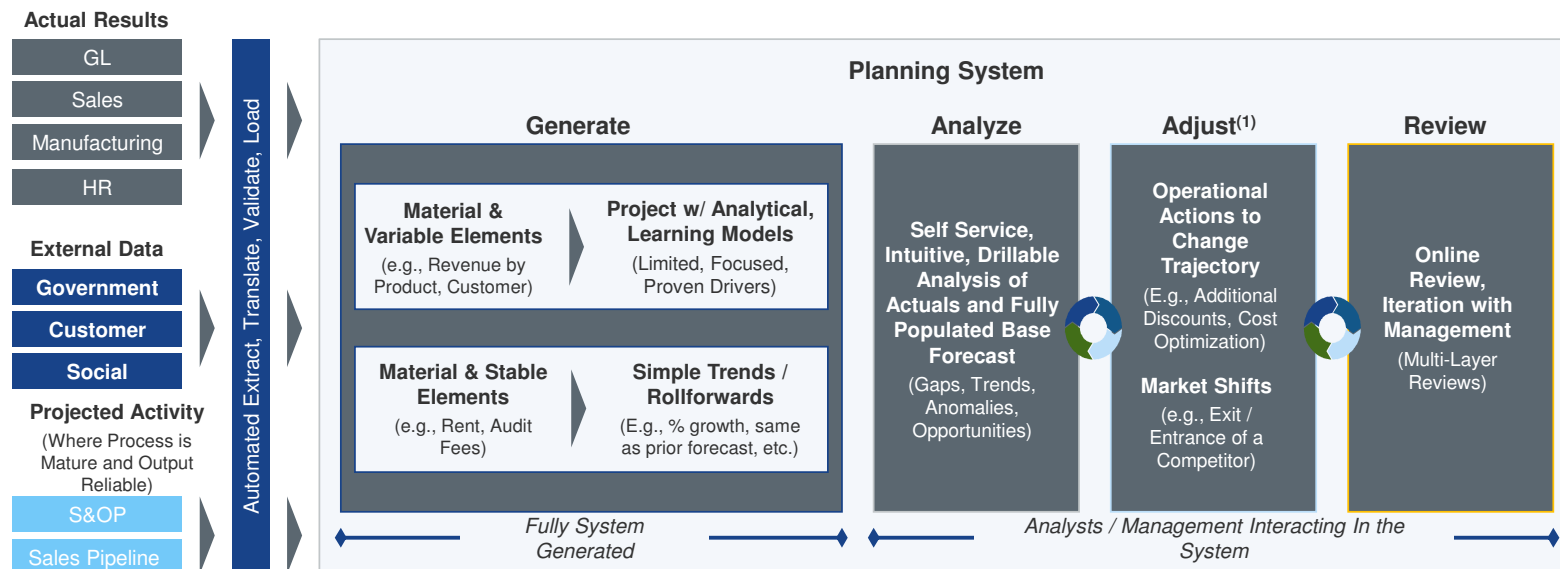 Actual Results
GL
Sales
Manufacturing
HR
External Data
Government
Customer
Social
Projected Activity
(Where Process is
Mature and Output
Reliable)
S&OP
Sales Pipeline
Automated Extract, Translate, Validate, Load
Planning System
Generate
Material &
Variable Elements
(e.g., Revenue by
Product, Customer)
Project w/ Analytical,
Learning Models
(Limited, Focused,
Proven Drivers)
Material & Stable
Elements
(e.g., Rent, Audit
Fees)
Simple Trends /
Rollforwards
(E.g., % growth, same
as prior forecast, etc.)
Fully System
Generated
Analyze
Self Service,
Intuitive, Drillable
Analysis of
Actuals and Fully
Populated Base
Forecast
(Gaps, Trends,
Anomalies,
Opportunities)
Adjust(1)
Operational
Actions to
Change
Trajectory
(E.g., Additional
Discounts, Cost
Optimization)
Market Shifts
(e.g., Exit /
Entrance of a
Competitor)
Review
Online
Review,
Iteration with
Management
(Multi-Layer
Reviews)
Analysts / Management Interacting In the
System